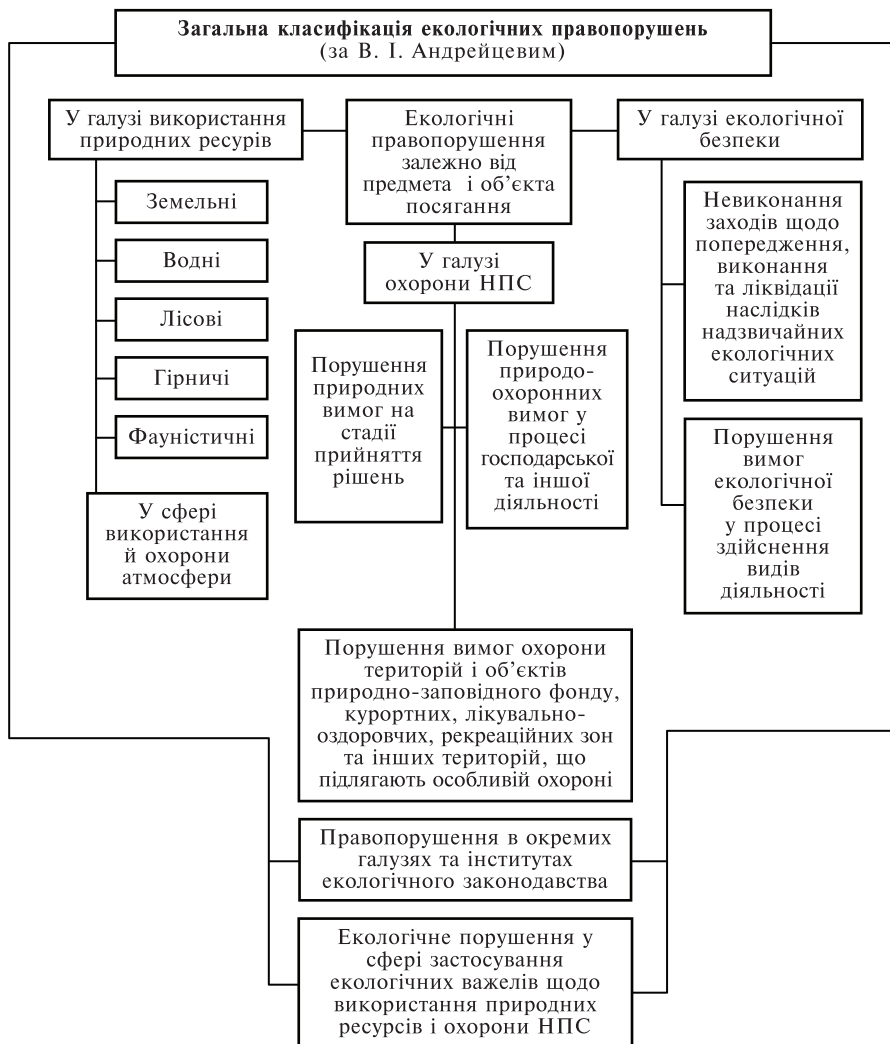 Загальна класифікація екологічних правопорушень
(за В. І. Андрейцевим)
У галузі використання
природних ресурів
Екологічні
правопорушення
залежно від
предмета і об’єкта
посягання
У галузі екологічної
безпеки
Земельні
Водні
Лісові
Гірничі
Фауністичні
У сфері
використання
й охорони
атмосфери
У галузі
охорони НПС
Порушення
природних
вимог на
стадії
прийняття
рішень
Порушення
природо-
охоронних
вимог у
процесі
господарської
та іншої
діяльності
Невиконання
заходів щодо
попередження,
виконання
та ліквідації
наслідків
надзвичайних
екологічних
ситуацій
Порушення
вимог
екологічної
безпеки
у процесі
здійснення
видів
діяльності
Порушення вимог охорони
територій і об’єктів
природно-заповідного фонду,
курортних, лікувально-
оздоровчих, рекреаційних зон
та інших територій, що
підлягають особливій охороні
Правопорушення в окремих
галузях та інститутах
екологічного законодавства
Екологічне порушення у
сфері застосування
екологічних важелів щодо
використання природних
ресурсів і охорони НПС